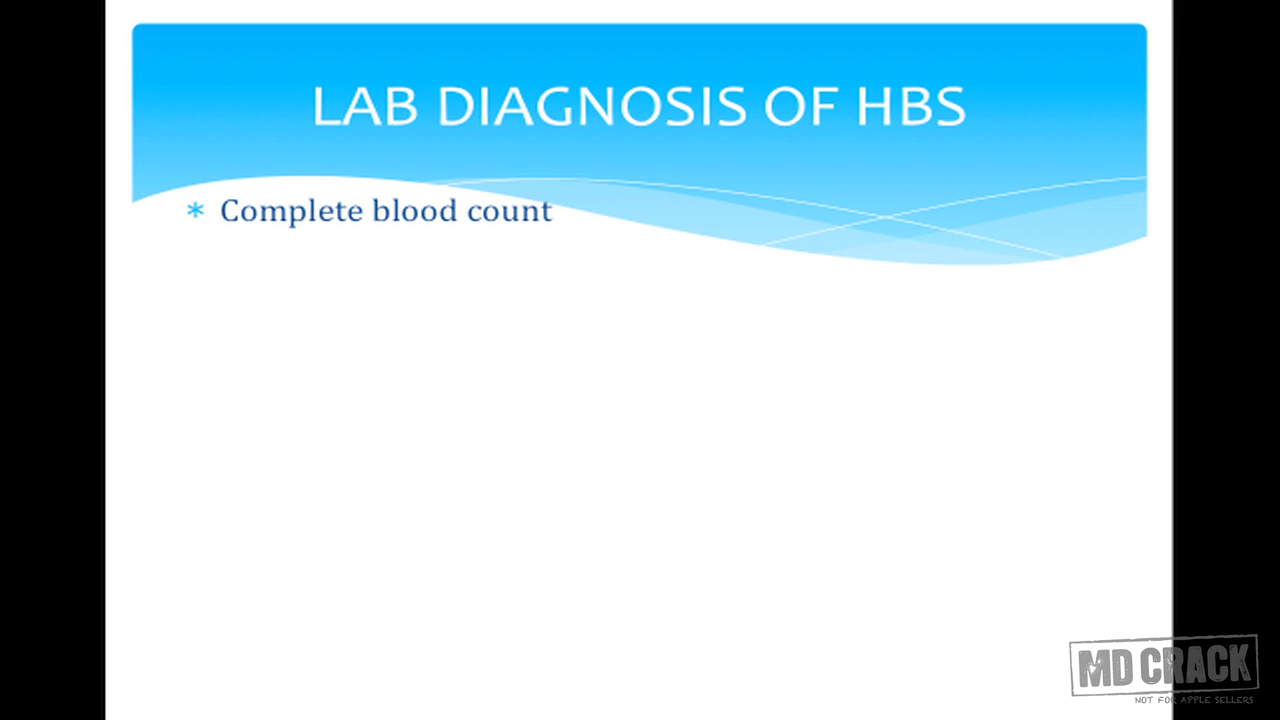 LAB DIAGNOSIS OF HBS
* Complete blood count
MD CRACK
NOT FOR APPLE SELLERS